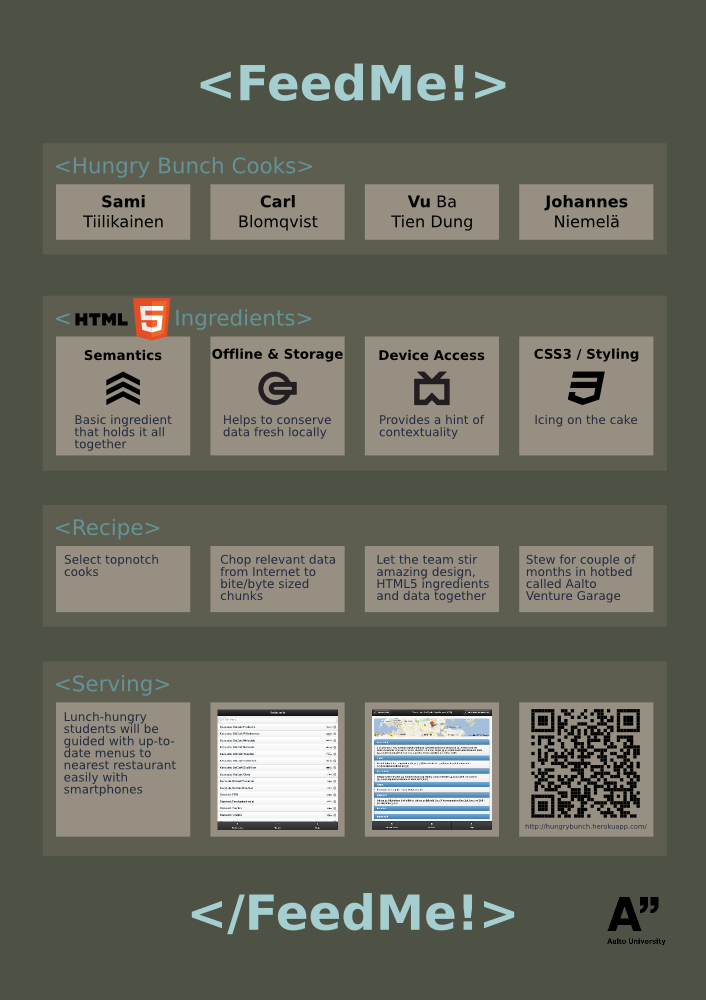 <FeedMe!>
<Hungry Bunch Cooks>
Sami
Tiilikainen
Carl
Blomqvist
Vu Ba
Tien Dung
Johannes
Niemelä
< HTML 5 Ingredients>
Semantics
Basic ingredient
that holds it all
together
Offline & Storage
Helps to conserve
data fresh locally
Device Access
Provides a hint of
contextuality
CSS3 / Styling
Icing on the cake
<Recipe>
Select topnotch
cooks
Chop relevant data
from Internet to
bite/byte sized
chunks
Let the team stir
amazing design,
HTML5 ingredients
and data together
Stew for couple of
months in hotbed
called Aalto
Venture Garage
<Serving>
Lunch-hungry
students will be
guided with up-to-
date menus to
nearest restaurant
easily with
smartphones
http://hungrybunch.herokuapp.com/
</FeedMe!>
A”
Aalto University